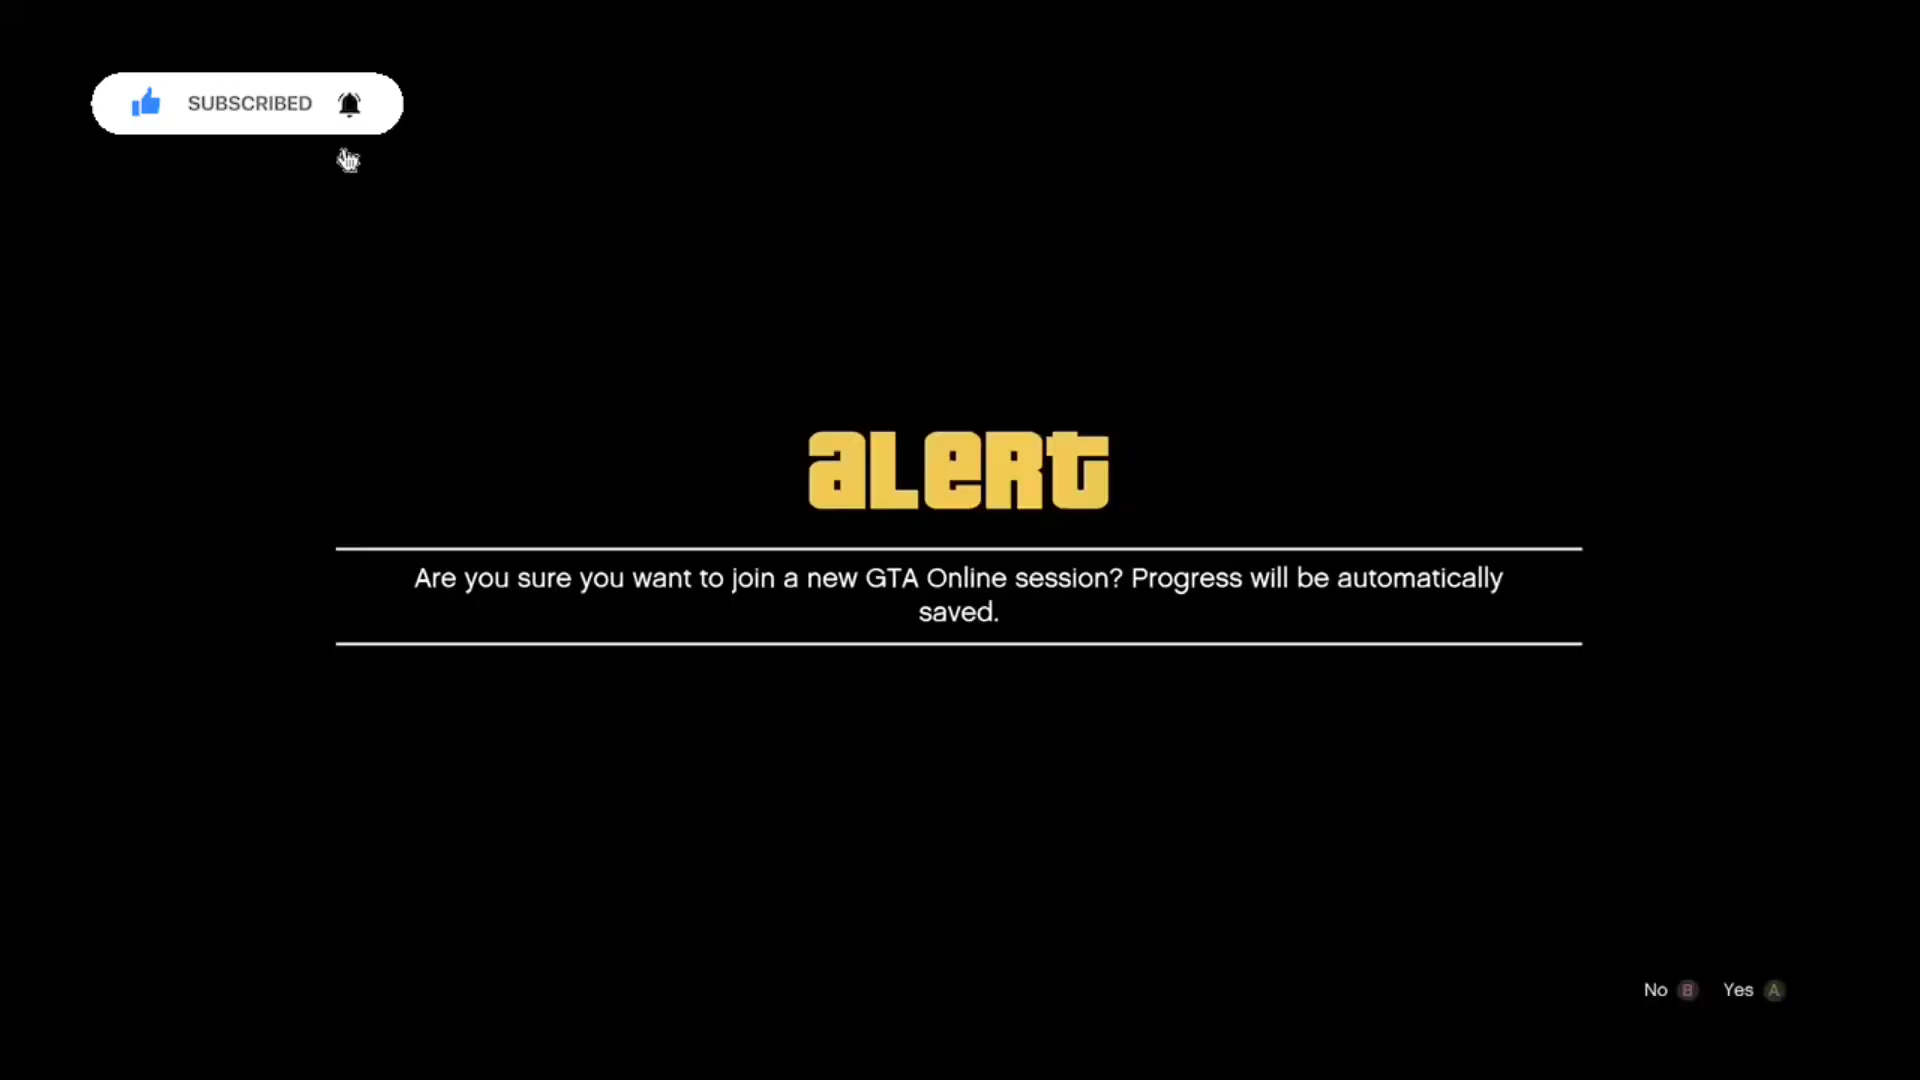 SUBSCRIBED
aLeRt
Are you sure you want to join a new GTA Online session? Progress will be automatically
saved.
No B Yes A